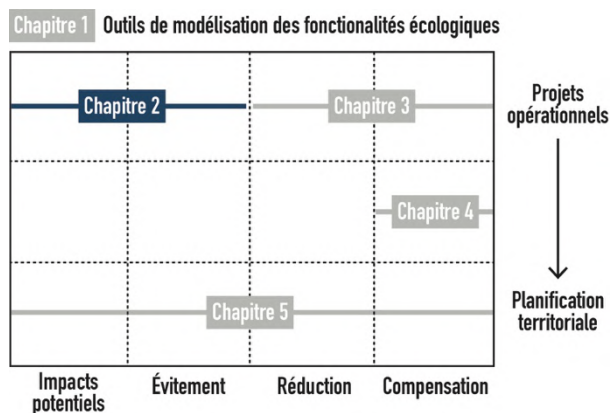 Chapitre 1 Outils de modélisation des fonctionalités écologiques
Chapitre 2
Chapitre 3
Projets
opérationnels
Chapitre 4
Chapitre 5
Planification
territoriale
Impacts
potentiels
Évitement
Réduction
Compensation